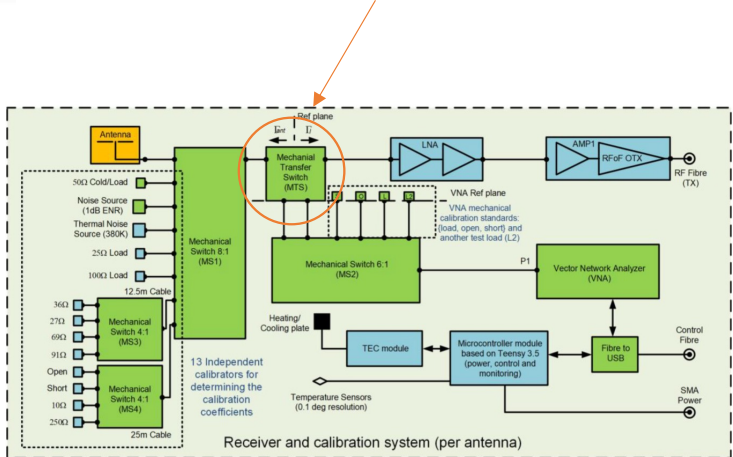 Ref plane
Γant
Γl
Antenna
Mechanial
Transfer
Switch
(MTS)
LNA
AMP1
RFoF OTX
RF Fibre
(TX)
50Ω Cold/Load
Noise Source
(1dB ENR)
Thermal Noise
Source (380K)
25Ω Load
100Ω Load
Mechanical
Switch 8:1
(MS1)
O
L
VNA Ref plane
VNA mechanical
calibration standards:
{load, open, short} and
another test load (L2)
Mechanical Switch 6:1
(MS2)
P1
Vector Network Analyzer
(VNA)
12.5m Cable
36Ω
27Ω
69Ω
91Ω
Mechanical
Switch 4:1
(MS3)
Open
Short
10Ω
250Ω
Mechanical
Switch 4:1
(MS4)
25m Cable
13 Independent
calibrators for
determining the
calibration
coefficients
Heating/
Cooling plate
TEC module
Microcontroller module
based on Teensy 3.5
(power, control and
monitoring)
Fibre to
USB
Control
Fibre
Temperature Sensors
(0.1 deg resolution)
SMA
Power
Receiver and calibration system (per antenna)